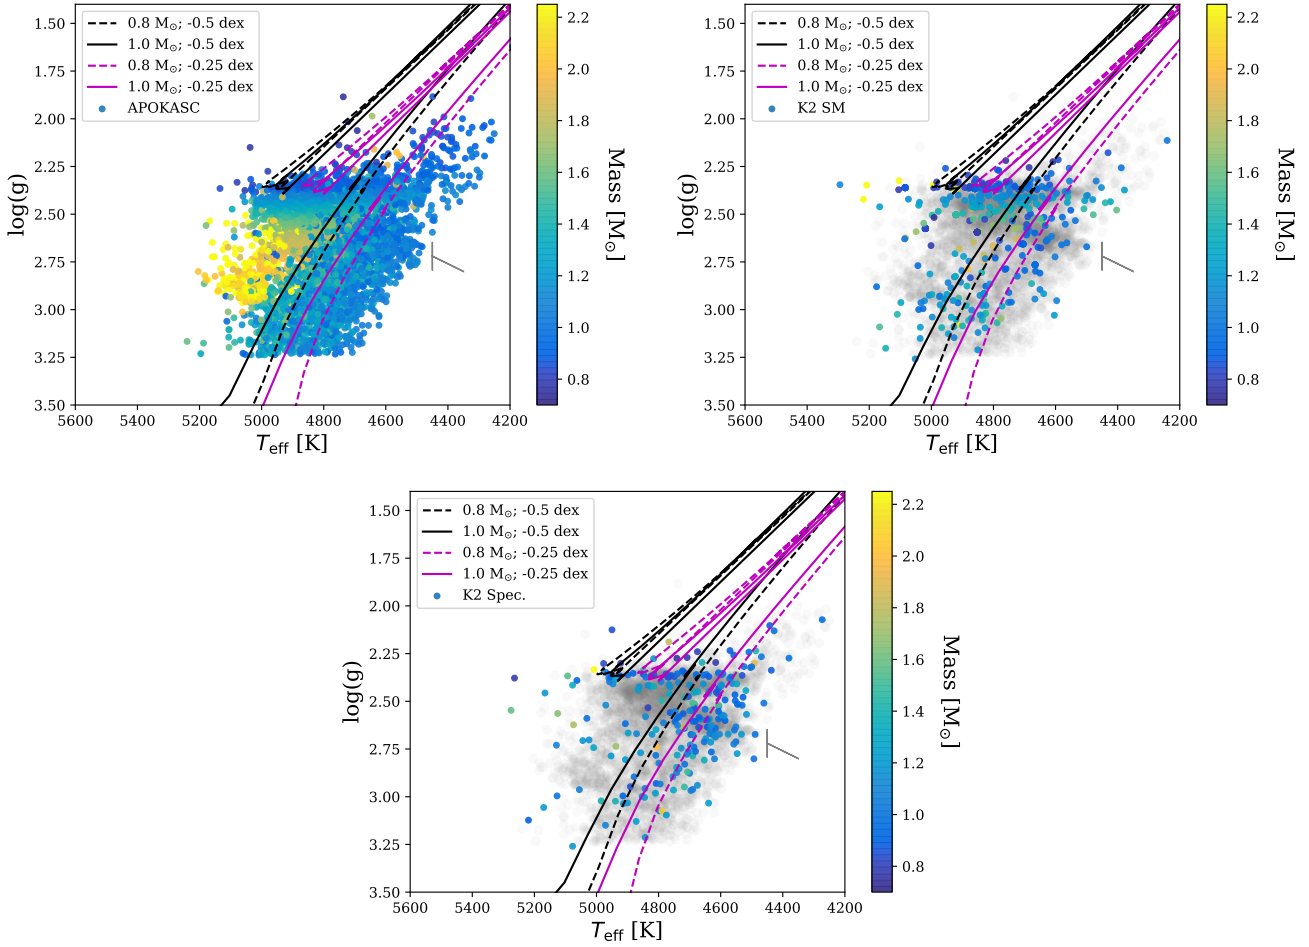 1.50
1.75
2.00
2.25
2.50
2.75
3.00
3.25
3.50
log(g)
5600 5400 5200 5000 4800 4600 4400 4200
T_eff [K]
0.8 M☉; -0.5 dex
1.0 M☉; -0.5 dex
0.8 M☉; -0.25 dex
1.0 M☉; -0.25 dex
APOKASC
2.2
2.0
1.8
1.6
1.4
1.2
1.0
0.8
Mass [M☉]
1.50
1.75
2.00
2.25
2.50
2.75
3.00
3.25
3.50
log(g)
5600 5400 5200 5000 4800 4600 4400 4200
T_eff [K]
0.8 M☉; -0.5 dex
1.0 M☉; -0.5 dex
0.8 M☉; -0.25 dex
1.0 M☉; -0.25 dex
K2 SM
2.2
2.0
1.8
1.6
1.4
1.2
1.0
0.8
Mass [M☉]
1.50
1.75
2.00
2.25
2.50
2.75
3.00
3.25
3.50
log(g)
5600 5400 5200 5000 4800 4600 4400 4200
T_eff [K]
0.8 M☉; -0.5 dex
1.0 M☉; -0.5 dex
0.8 M☉; -0.25 dex
1.0 M☉; -0.25 dex
K2 Spec.
2.2
2.0
1.8
1.6
1.4
1.2
1.0
0.8
Mass [M☉]